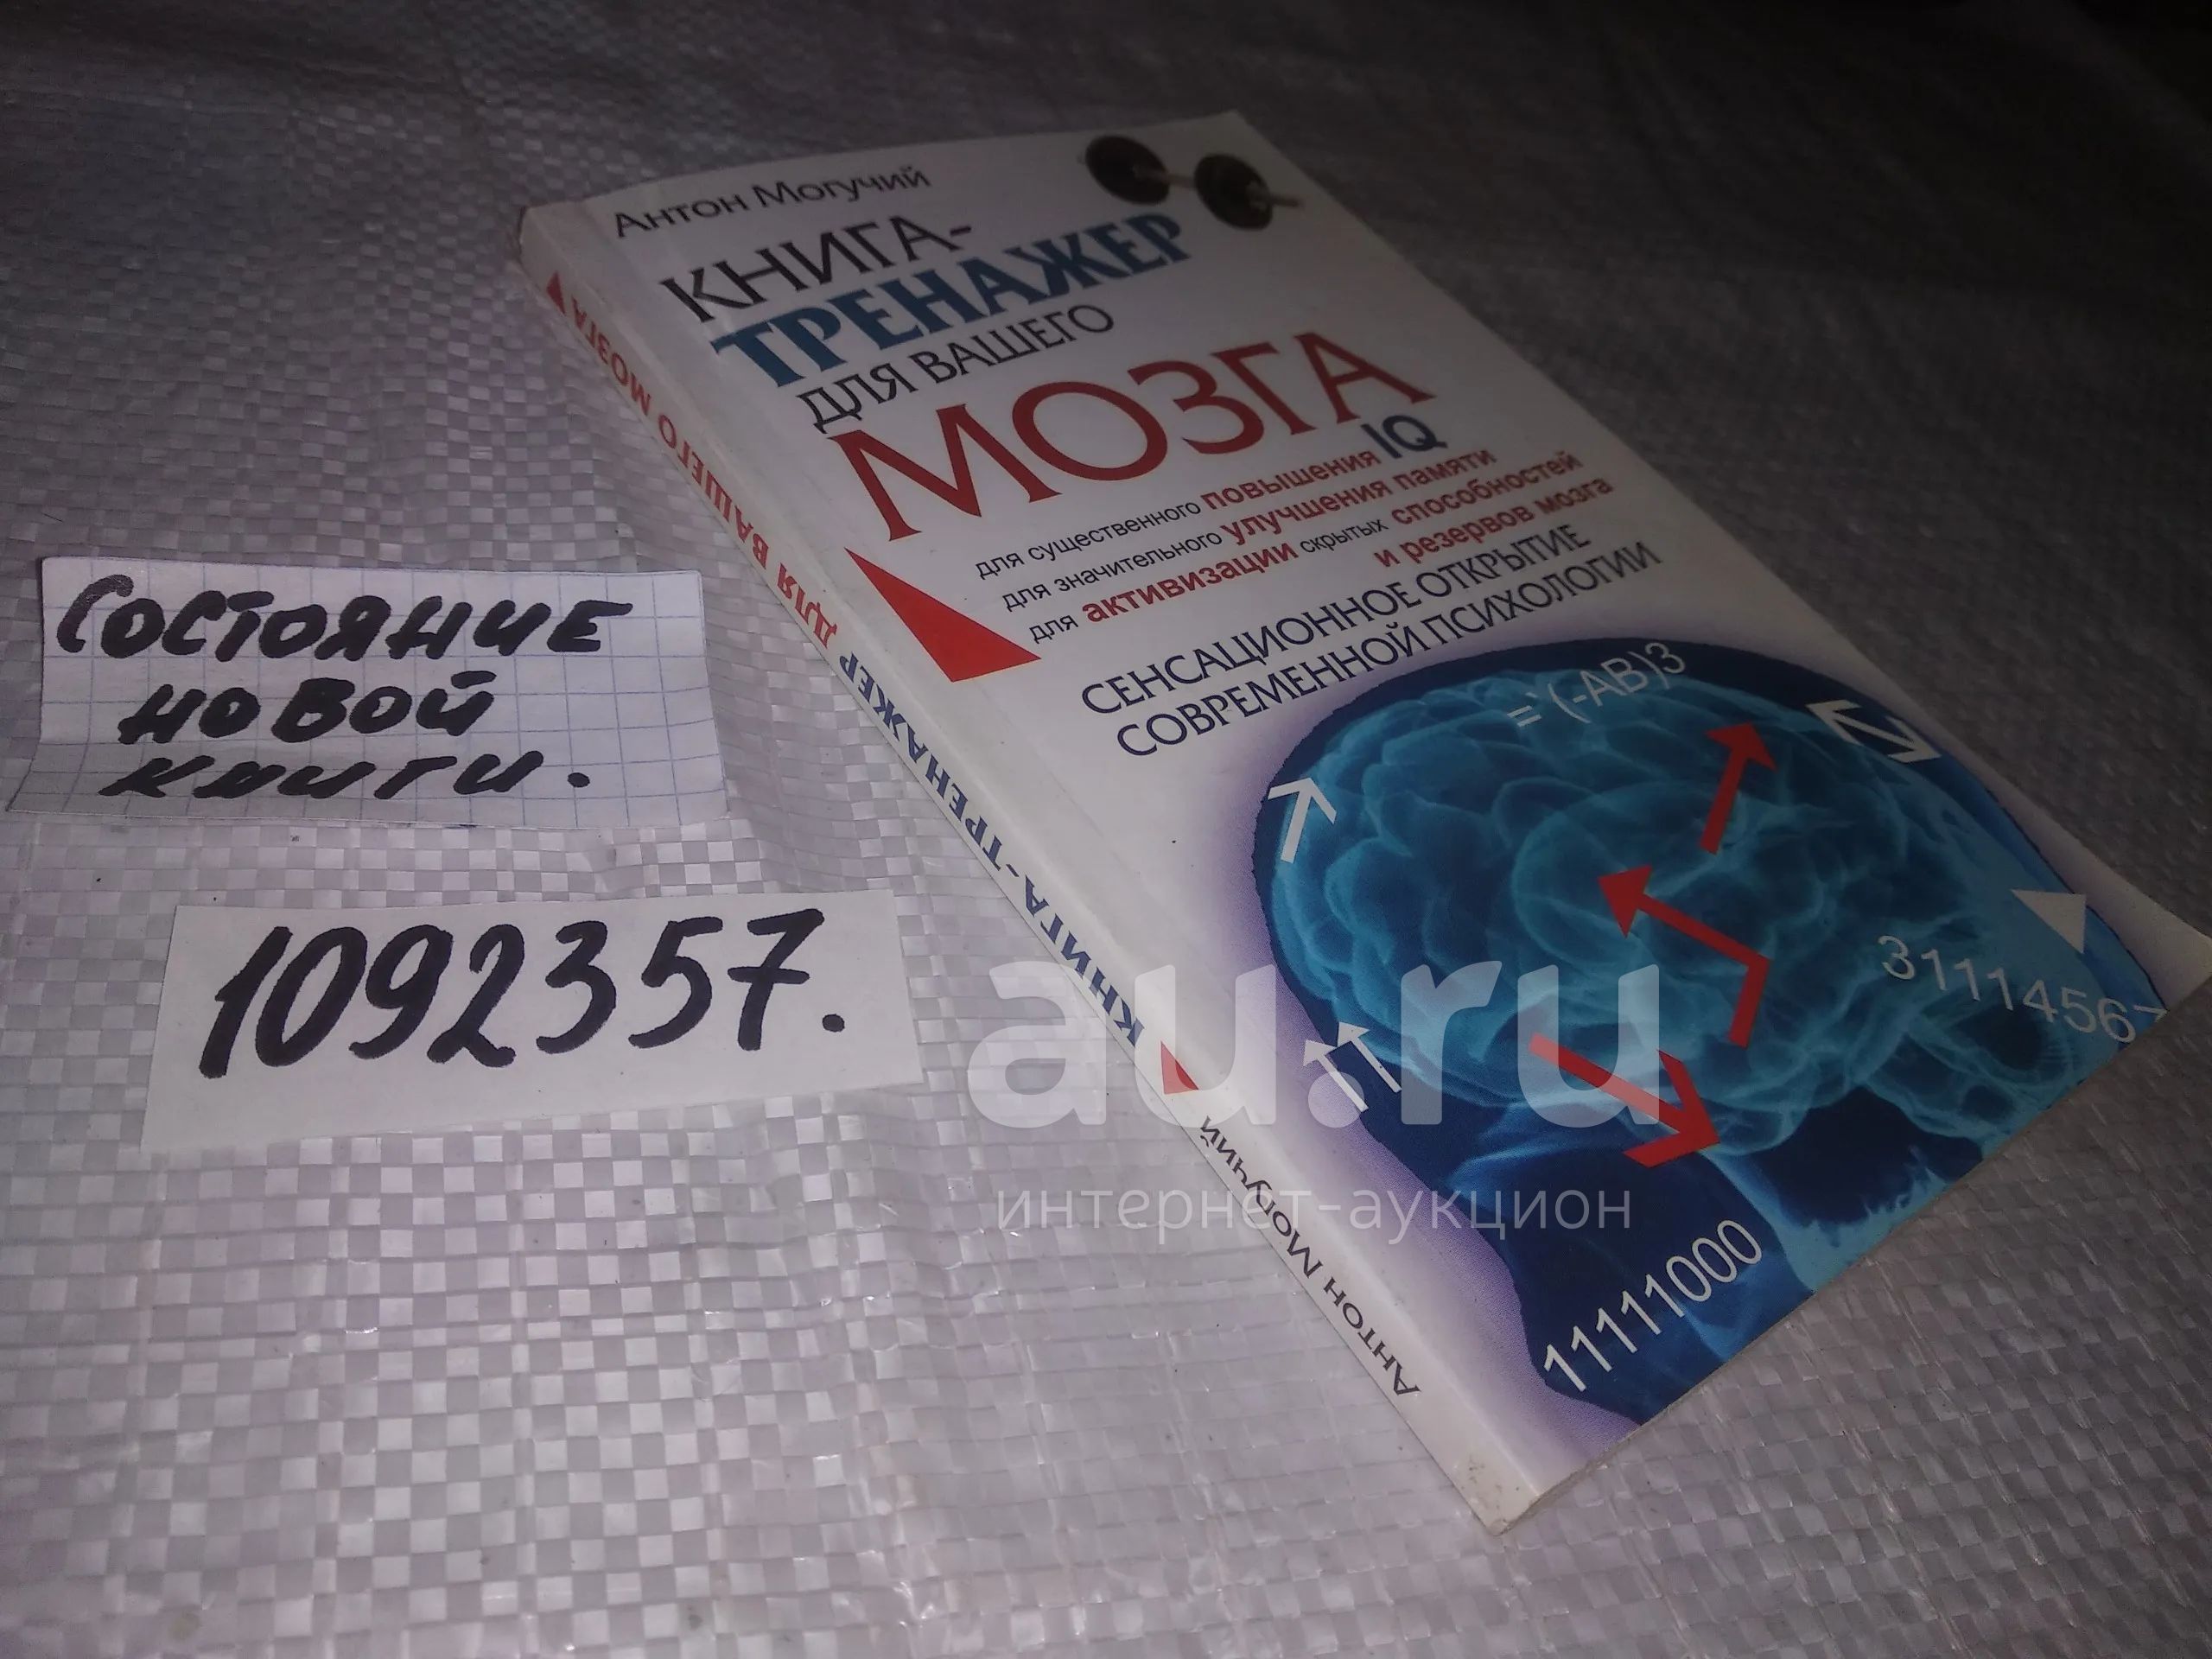 Антон Могучий
КНИГА-
ТРЕНАЖЕР
ДЛЯ ВАШЕГО
МОЗГА
для существенного повышения IQ
для значительного улучшения памяти
для активизации скрытых способностей
и резервов мозга
СЕНСАЦИОННОЕ ОТКРЫТИЕ
СОВРЕМЕННОЙ ПСИХОЛОГИИ
=(-AB)3
31114567
11111000
Антон Могучий КНИГА-ТРЕНАЖЕР ДЛЯ ВАШЕГО МОЗГА
Состояние
новой
книги.
1092357.
au.ru
интернет-аукцион